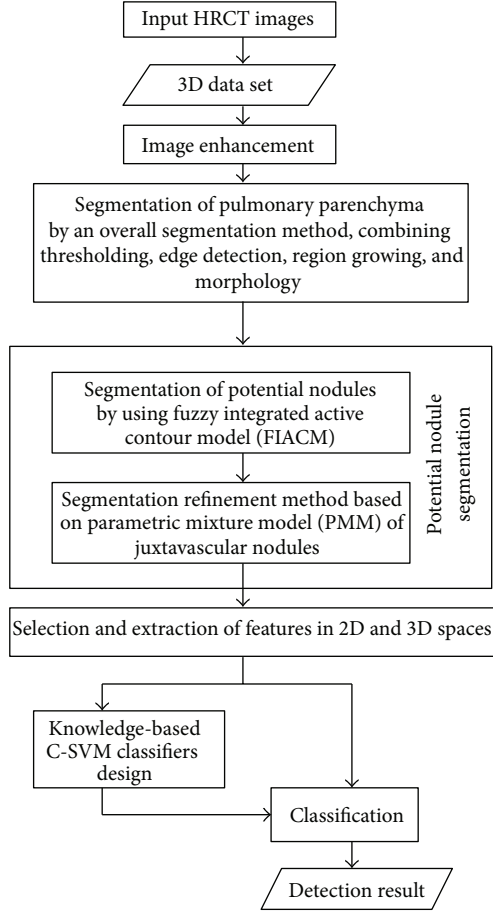 Input HRCT images
3D data set
Image enhancement
Segmentation of pulmonary parenchyma
by an overall segmentation method, combining
thresholding, edge detection, region growing, and
morphology
Segmentation of potential nodules
by using fuzzy integrated active
contour model (FIACM)
Segmentation refinement method based
on parametric mixture model (PMM) of
juxtavascular nodules
Potential nodule
segmentation
Selection and extraction of features in 2D and 3D spaces
Knowledge-based
C-SVM classifiers
design
Classification
Detection result